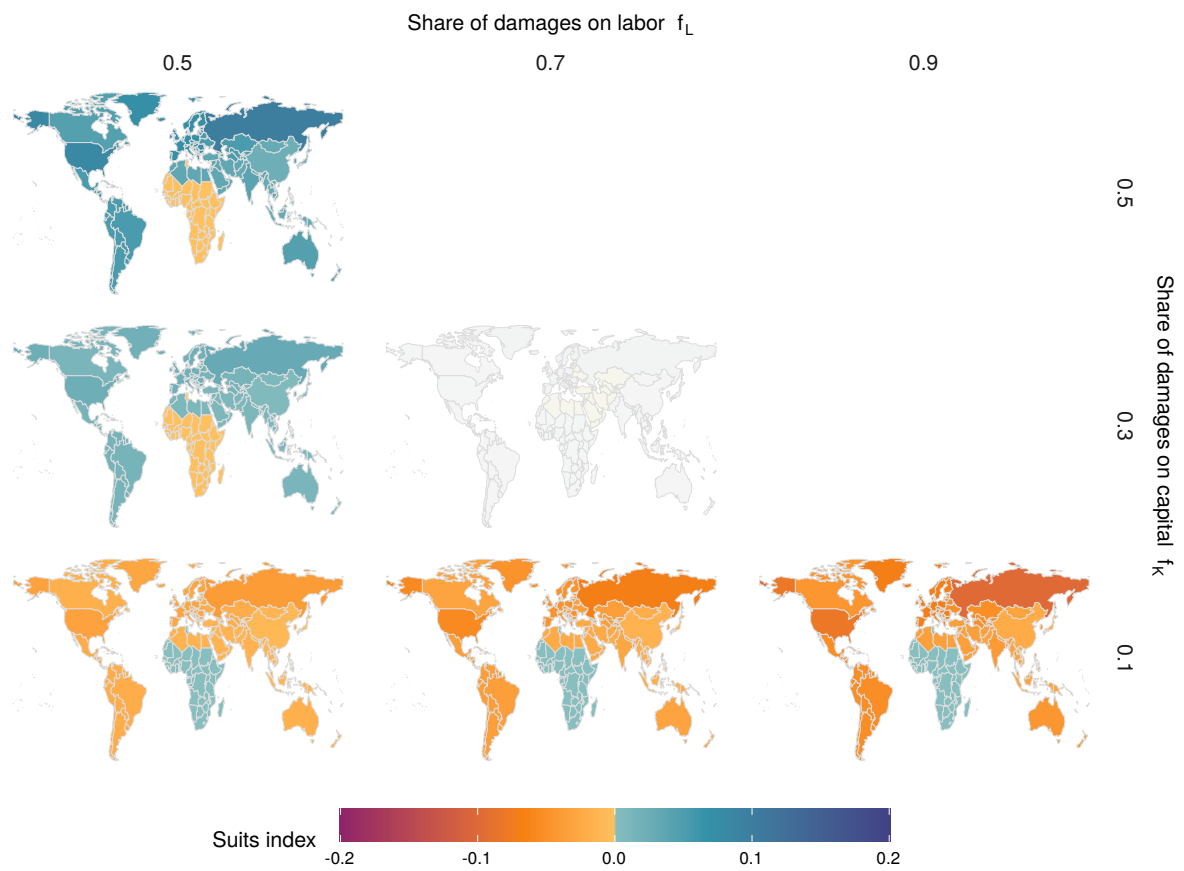 Share of damages on labor f_L
0.5 0.7 0.9
0.5
0.3
0.1
Share of damages on capital f_K
Suits index
-0.2 -0.1 0.0 0.1 0.2